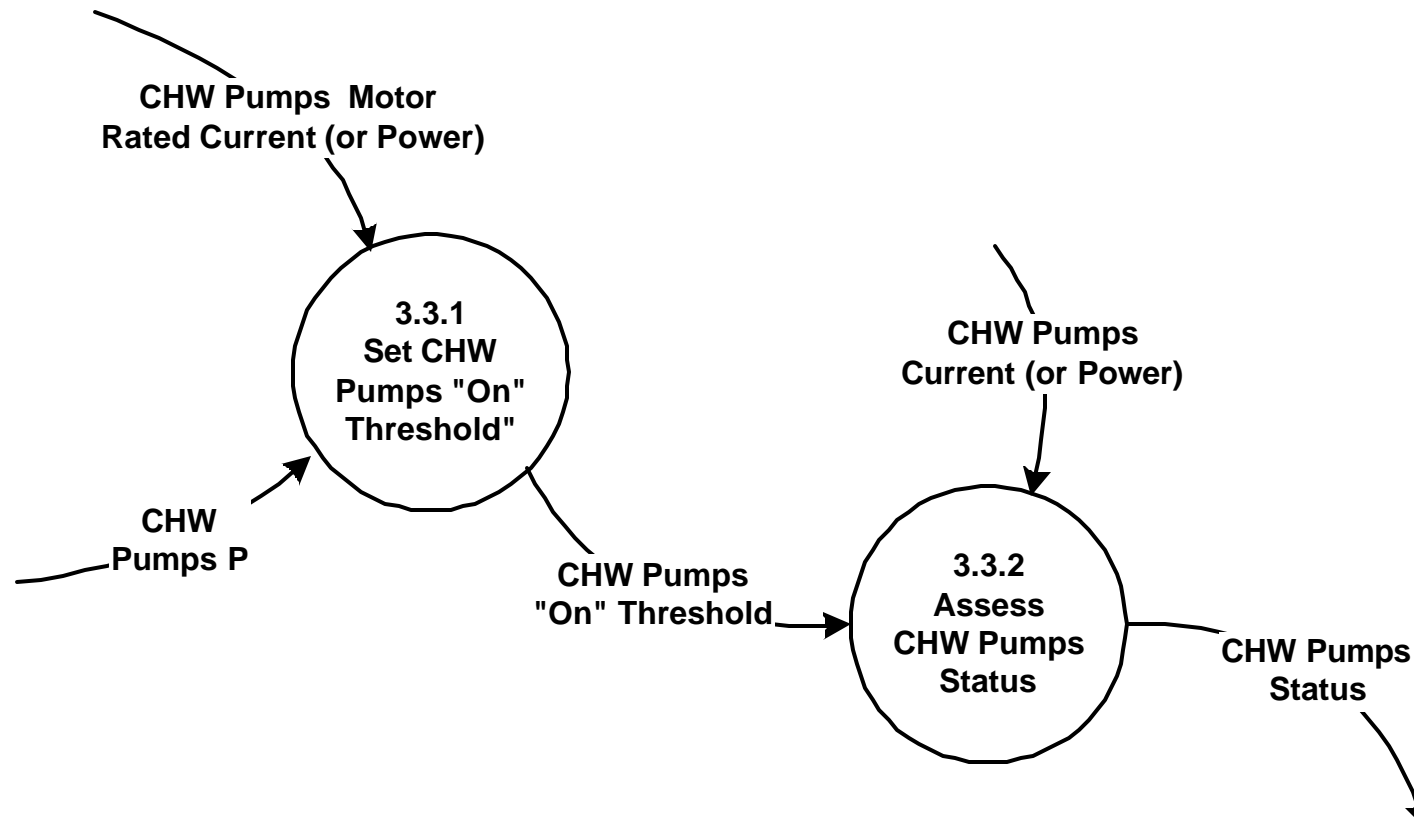 CHW Pumps Motor
Rated Current (or Power)
3.3.1
Set CHW
Pumps "On"
Threshold"
CHW Pumps
Current (or Power)
CHW
Pumps P
CHW Pumps
"On" Threshold
3.3.2
Assess
CHW Pumps
Status
CHW Pumps
Status